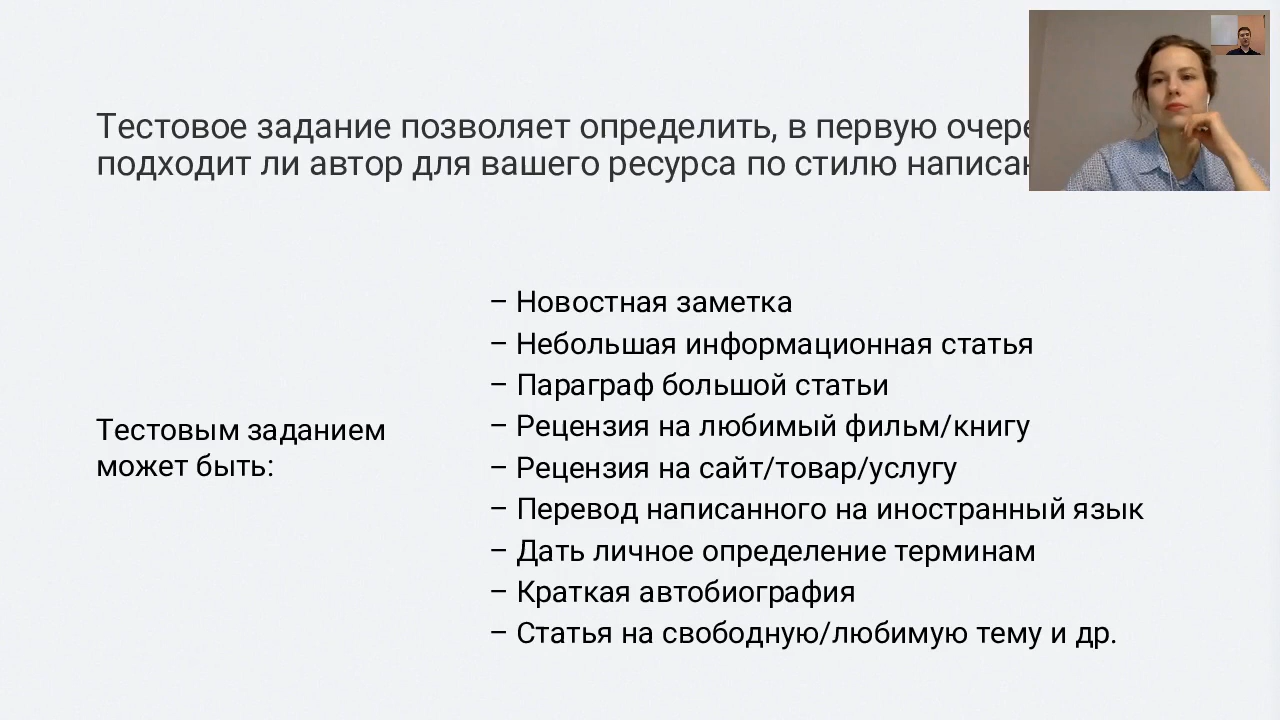 Тестовое задание позволяет определить, в первую
подходит ли автор для вашего ресурса по стилю
– Новостная заметка
– Небольшая информационная статья
– Параграф большой статьи
– Рецензия на любимый фильм/книгу
Тестовым заданием
может быть:
– Рецензия на сайт/товар/услугу
– Перевод написанного на иностранный язык
– Дать личное определение терминам
– Краткая автобиография
– Статья на свободную/любимую тему и др.